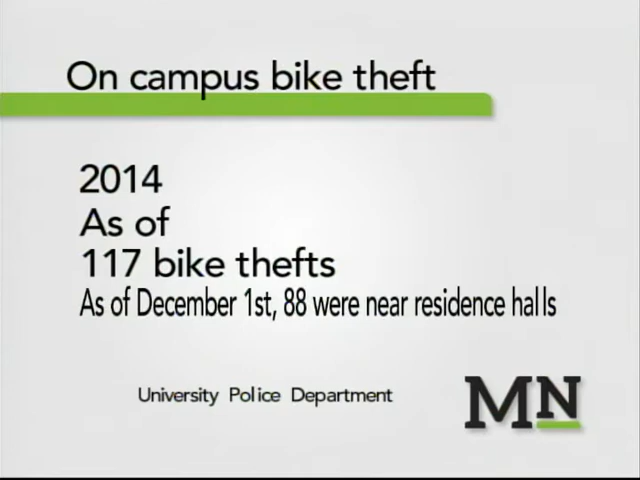 On campus bike theft
2014
As of
117 bike thefts
As of December 1st, 88 were near residence halls
University Police Department
MN